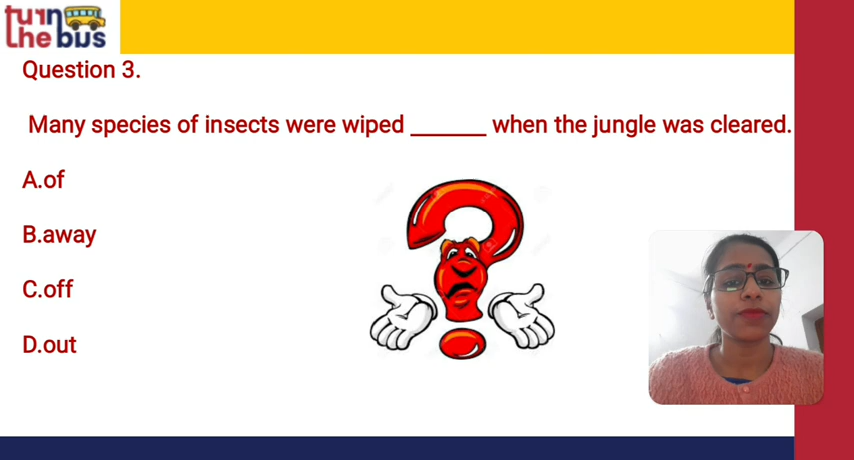 turn
the bus
Question 3.
Many species of insects were wiped _______ when the jungle was cleared.
A.of
B.away
C.off
D.out